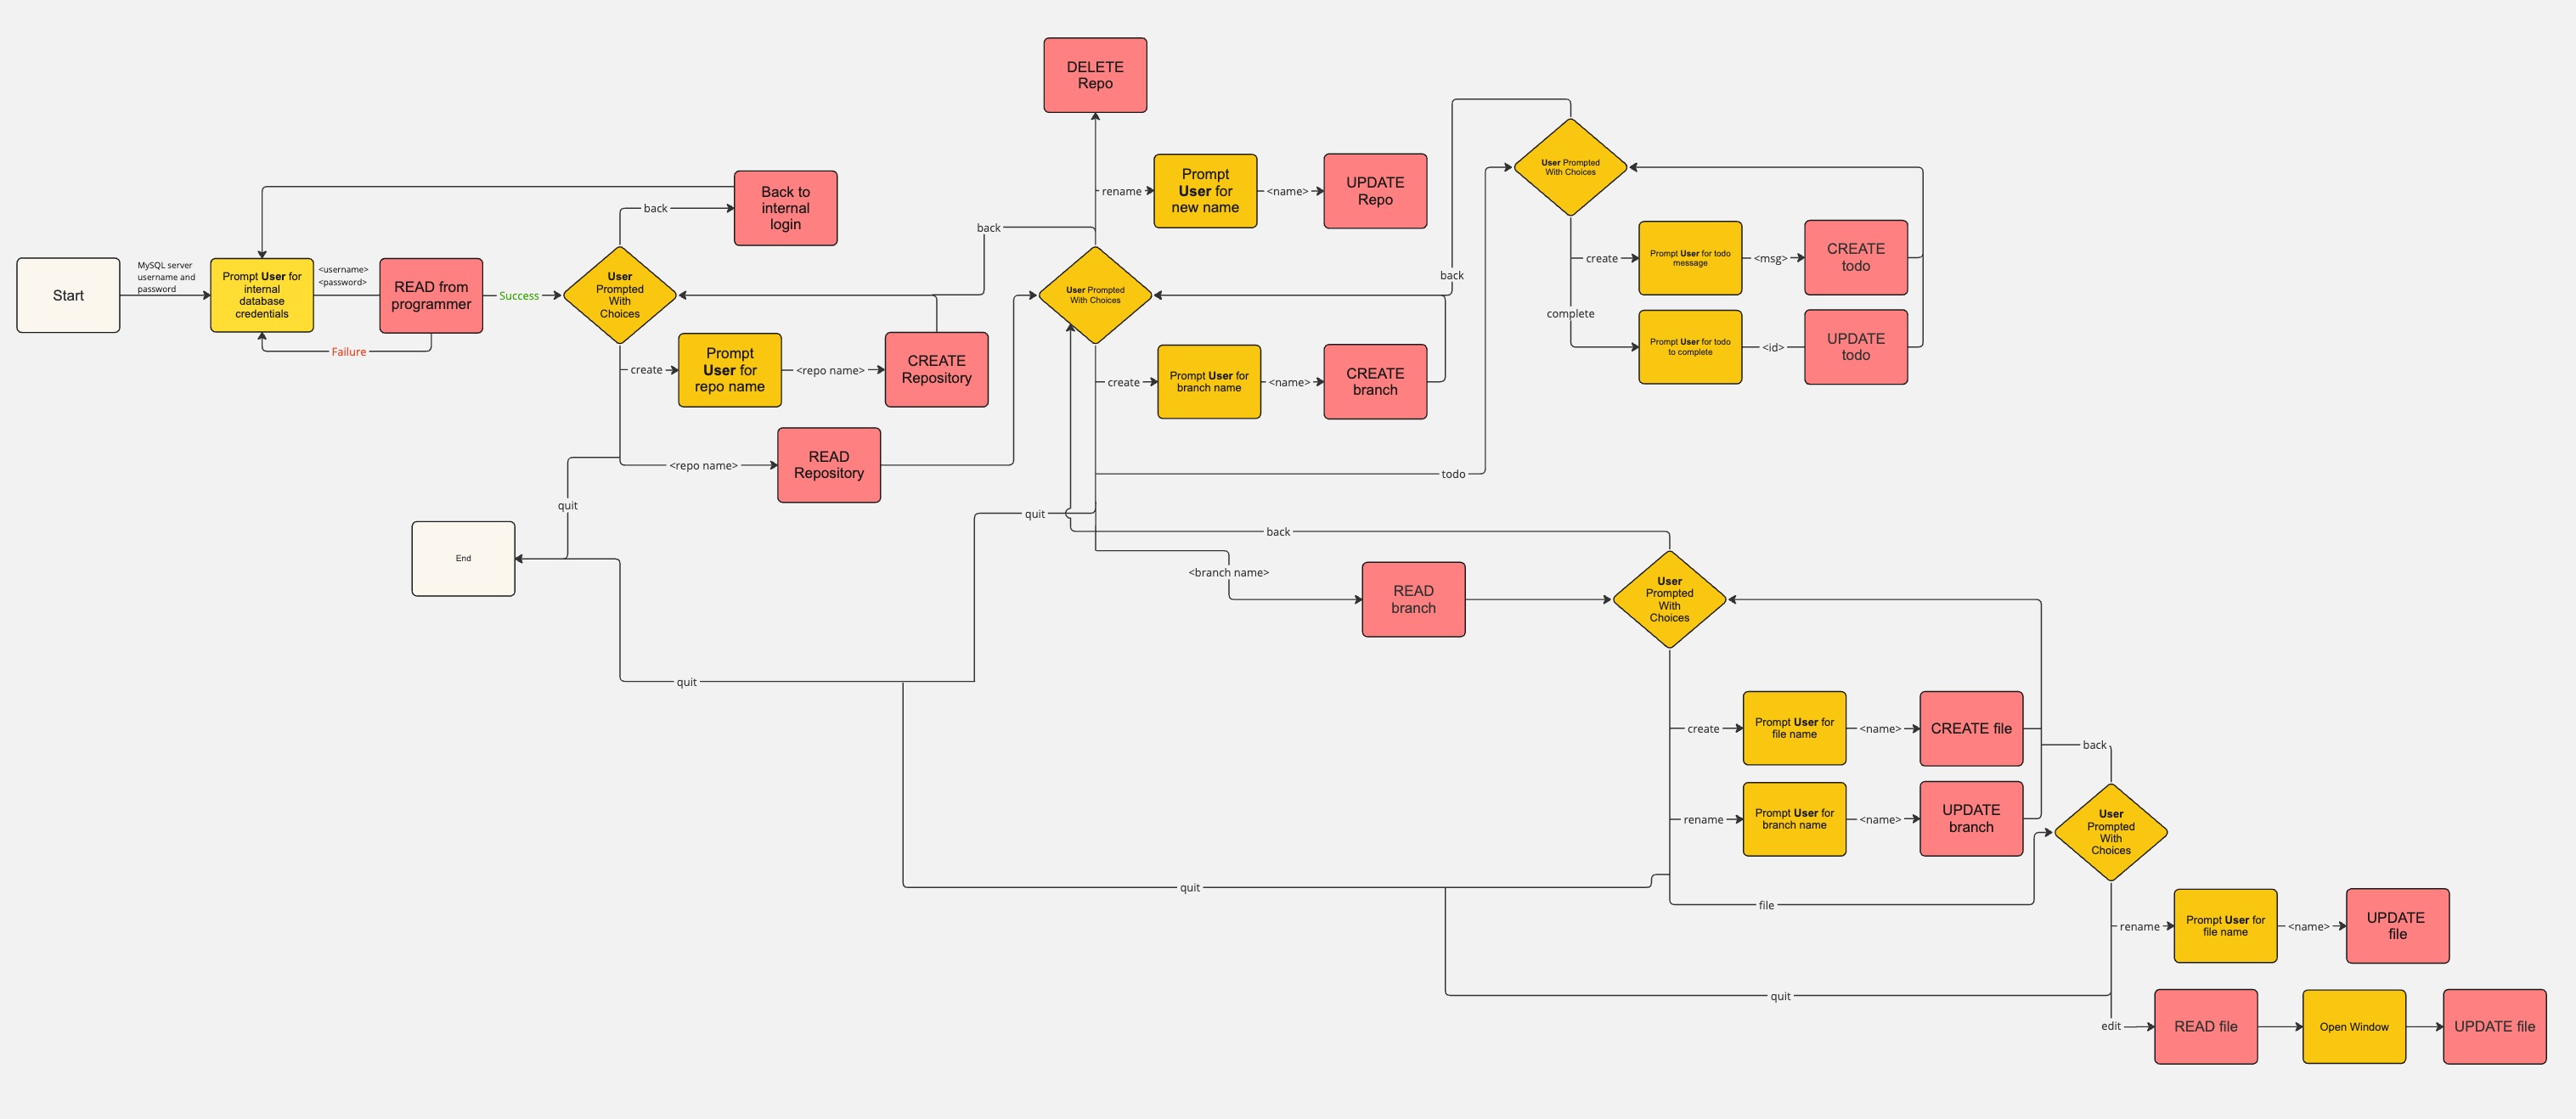 DELETE
Repo
rename
Prompt
User for
new name
<name>
UPDATE
Repo
User Prompted
With Choices
Back to
internal
login
back
back
back
create
Prompt User for todo
message
<msg>
CREATE
todo
complete
Prompt User for todo
to complete
<id>
UPDATE
todo
Start
MySQL server
username and
password
Prompt User for
internal
database
credentials
<username>
<password>
READ from
programmer
Success
Failure
User
Prompted
With
Choices
User Prompted
With Choices
create
Prompt
User for
repo name
<repo name>
CREATE
Repository
create
Prompt User for
branch name
<name>
CREATE
branch
<repo name>
READ
Repository
todo
quit
quit
back
End
<branch name>
READ
branch
User
Prompted
With
Choices
quit
create
Prompt User for
file name
<name>
CREATE file
back
rename
Prompt User for
branch name
<name>
UPDATE
branch
User
Prompted
With
Choices
quit
file
rename
Prompt User for
file name
<name>
UPDATE
file
quit
edit
READ file
Open Window
UPDATE file